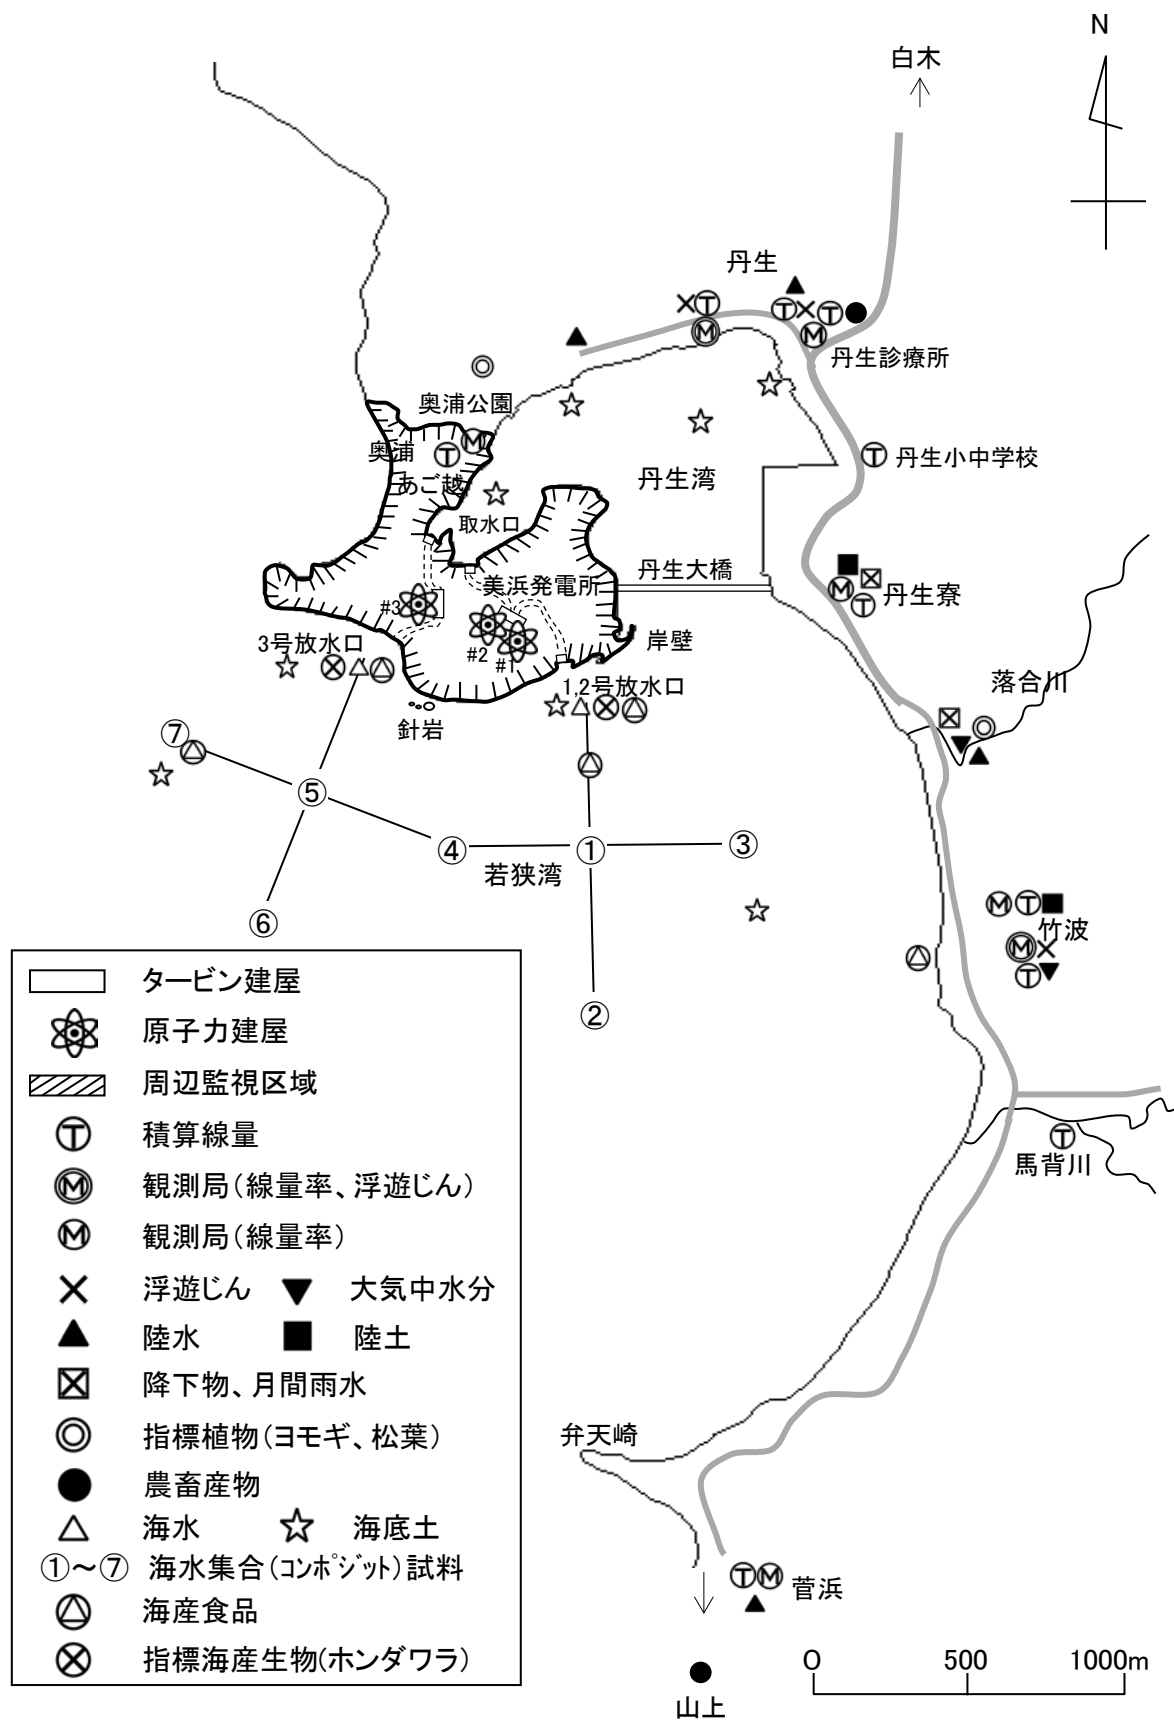 N
白木
丹生
丹生診療所
奥浦公園
奥浦
あご越
丹生湾
丹生小中学校
取水口
美浜発電所
丹生大橋
丹生寮
#3
#2
#1
3号放水口
岸壁
1,2号放水口
落合川
針岩
⑦
⑤
④
①
③
若狭湾
⑥
②
竹波
タービン建屋
原子力建屋
周辺監視区域
Ⓣ 積算線量
Ⓜ 観測局(線量率、浮遊じん)
Ⓜ 観測局(線量率)
浮遊じん 大気中水分
陸水 陸土
降下物、月間雨水
指標植物(ヨモギ、松葉)
農畜産物
海水 海底土
①~⑦ 海水集合(コンポジット)試料
海産食品
指標海産生物(ホンダワラ)
馬背川
弁天崎
菅浜
山上
0 500 1000m